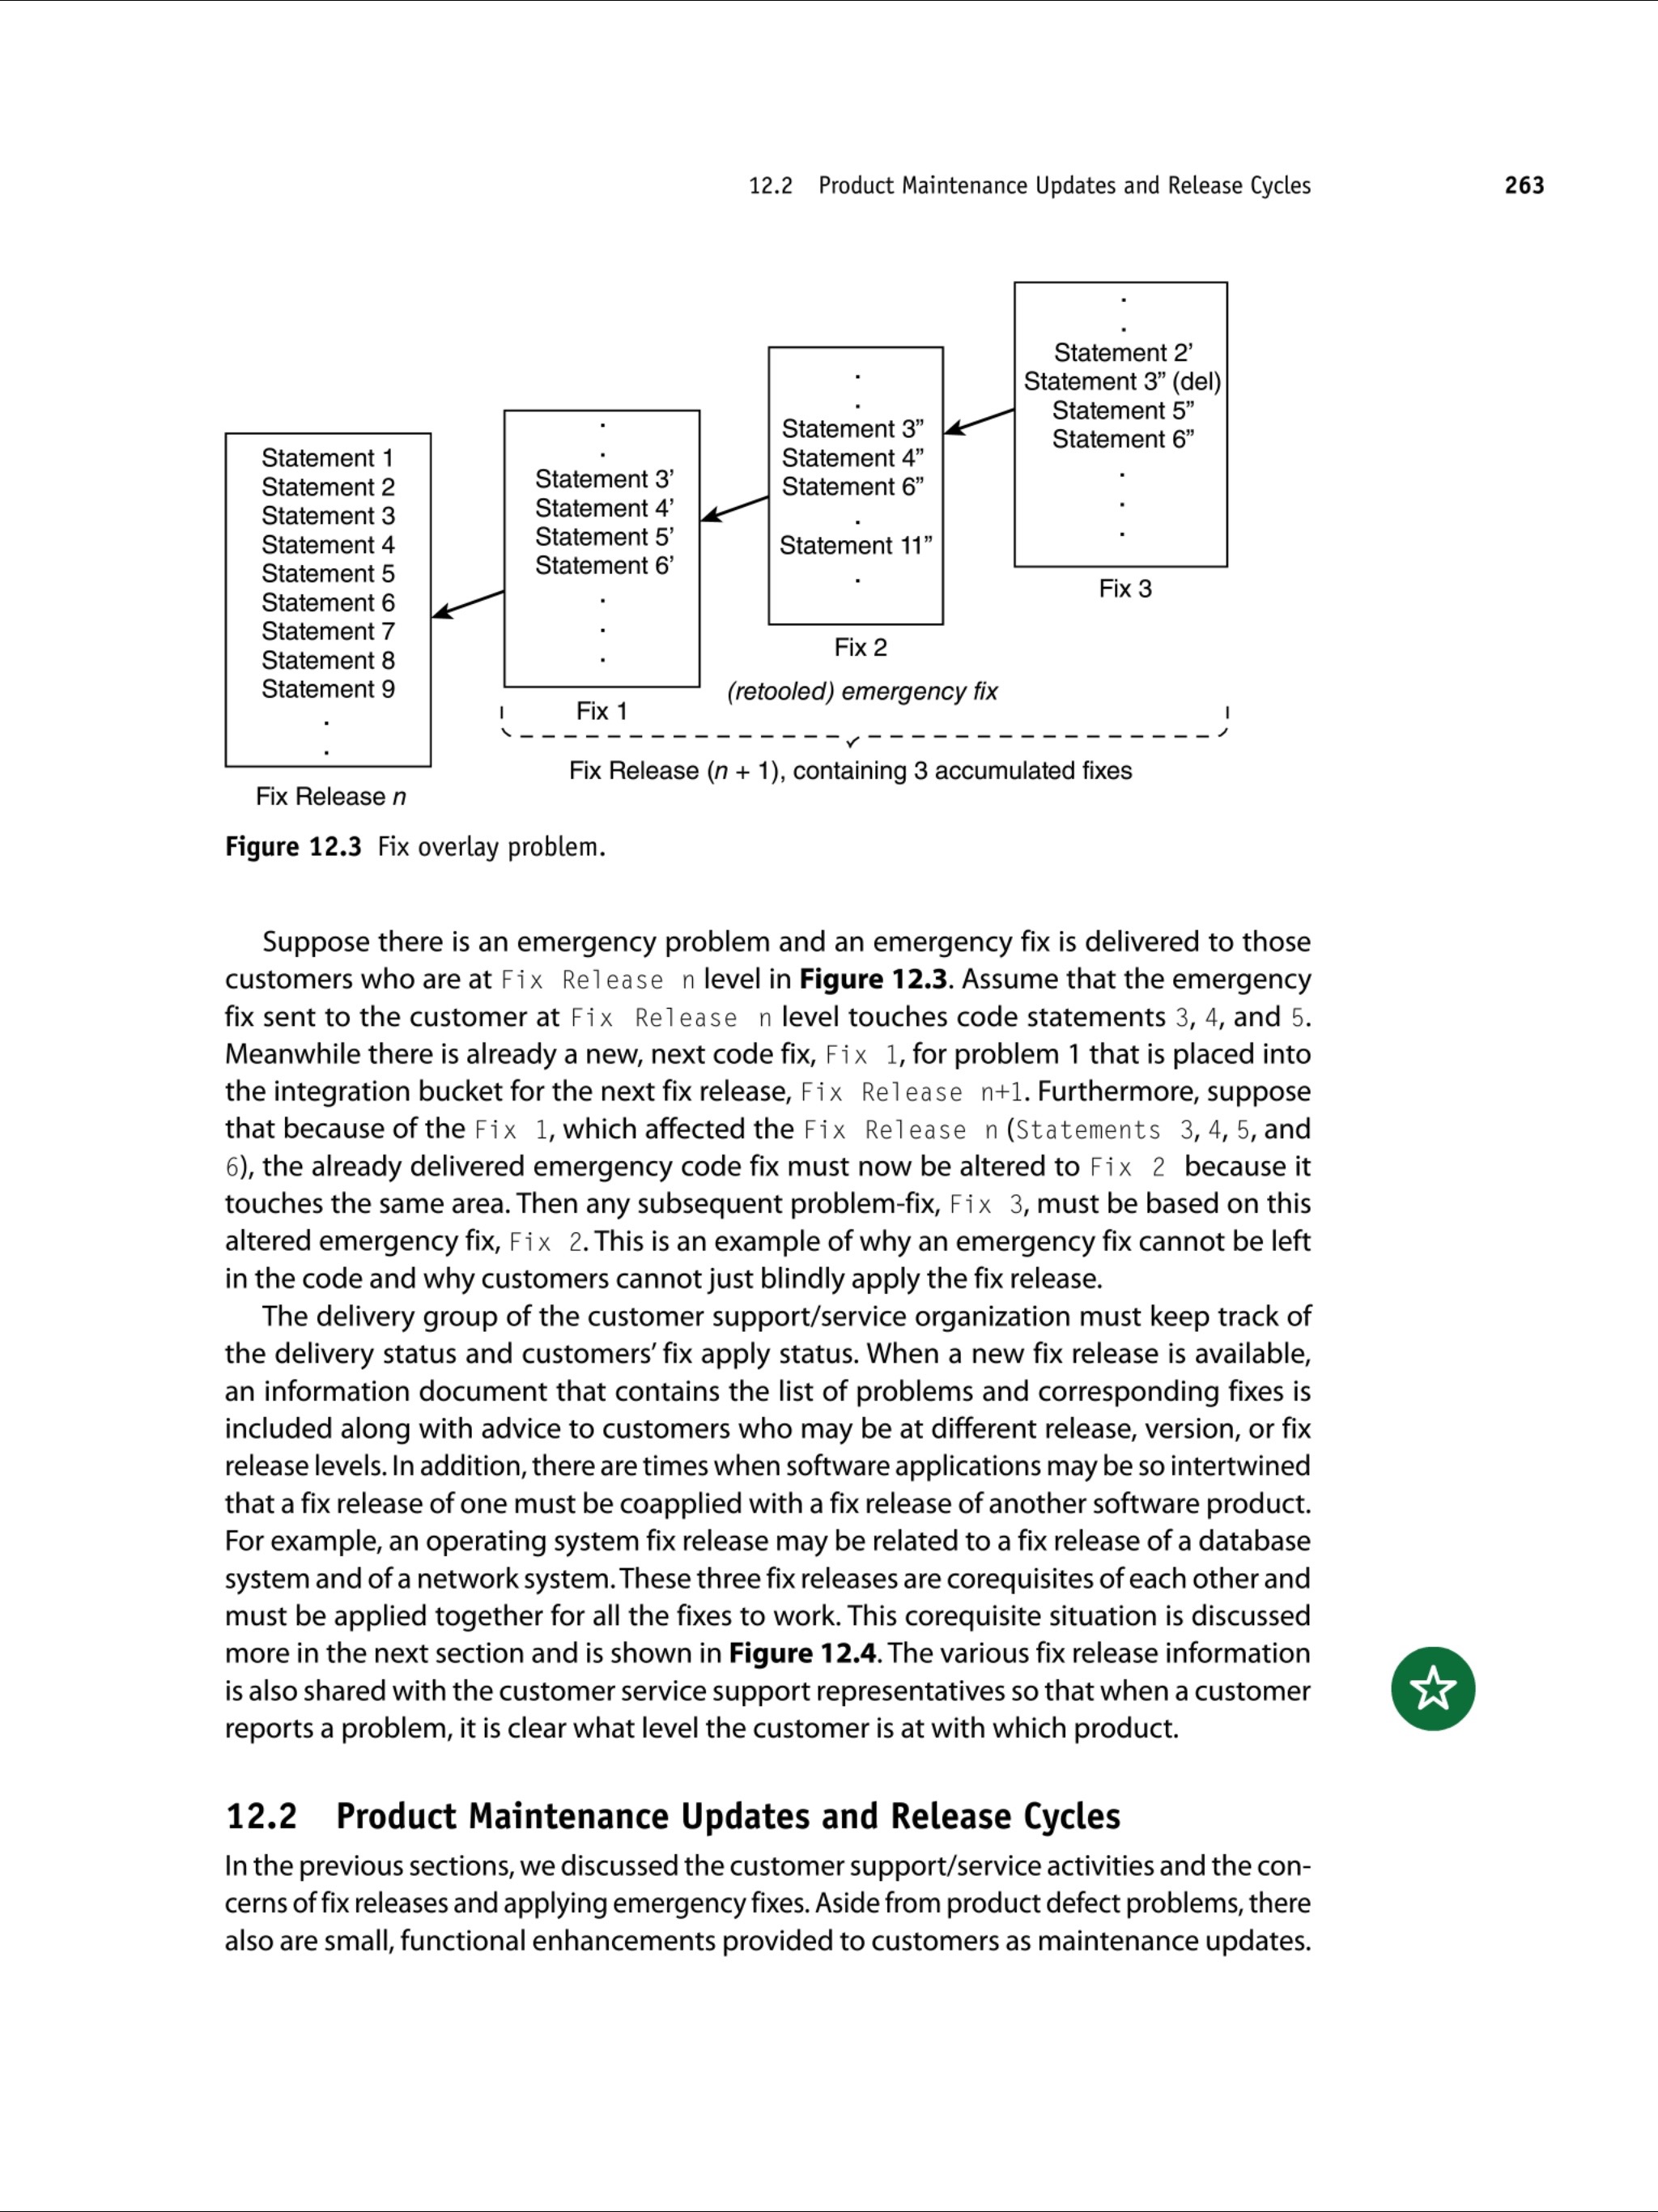 12.2 Product Maintenance Updates and Release Cycles 263
Statement 1
Statement 2
Statement 3
Statement 4
Statement 5
Statement 6
Statement 7
Statement 8
Statement 9
.
.
Fix Release n
.
.
Statement 3’
Statement 4’
Statement 5’
Statement 6’
.
.
.
Fix 1
.
.
Statement 3”
Statement 4”
Statement 6”
.
Statement 11”
.
Fix 2
(retooled) emergency fix
.
.
Statement 2’
Statement 3” (del)
Statement 5”
Statement 6”
.
.
.
Fix 3
Fix Release (n + 1), containing 3 accumulated fixes
Figure 12.3 Fix overlay problem.
Suppose there is an emergency problem and an emergency fix is delivered to those
customers who are at Fix Release n level in Figure 12.3. Assume that the emergency
fix sent to the customer at Fix Release n level touches code statements 3, 4, and 5.
Meanwhile there is already a new, next code fix, Fix 1, for problem 1 that is placed into
the integration bucket for the next fix release, Fix Release n+1. Furthermore, suppose
that because of the Fix 1, which affected the Fix Release n (Statements 3, 4, 5, and
6), the already delivered emergency code fix must now be altered to Fix 2 because it
touches the same area. Then any subsequent problem-fix, Fix 3, must be based on this
altered emergency fix, Fix 2. This is an example of why an emergency fix cannot be left
in the code and why customers cannot just blindly apply the fix release.
The delivery group of the customer support/service organization must keep track of
the delivery status and customers’ fix apply status. When a new fix release is available,
an information document that contains the list of problems and corresponding fixes is
included along with advice to customers who may be at different release, version, or fix
release levels. In addition, there are times when software applications may be so intertwined
that a fix release of one must be coapplied with a fix release of another software product.
For example, an operating system fix release may be related to a fix release of a database
system and of a network system. These three fix releases are corequisites of each other and
must be applied together for all the fixes to work. This corequisite situation is discussed
more in the next section and is shown in Figure 12.4. The various fix release information
is also shared with the customer service support representatives so that when a customer
reports a problem, it is clear what level the customer is at with which product.
12.2 Product Maintenance Updates and Release Cycles
In the previous sections, we discussed the customer support/service activities and the con-
cerns of fix releases and applying emergency fixes. Aside from product defect problems, there
also are small, functional enhancements provided to customers as maintenance updates.